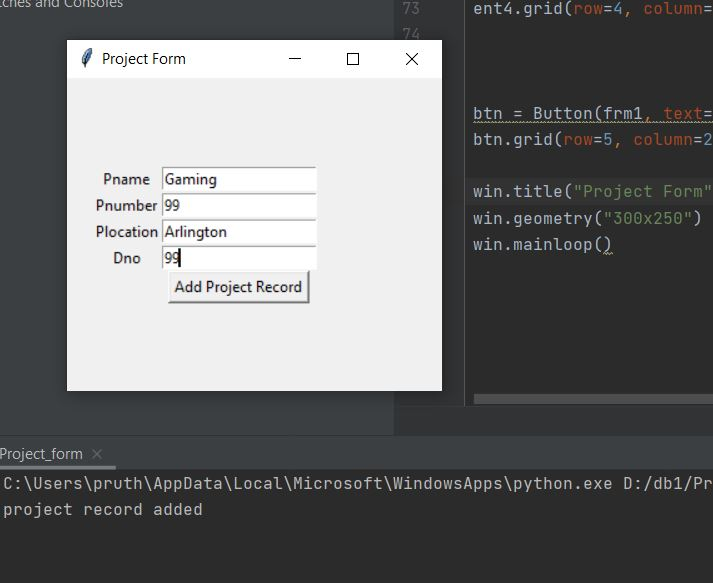 tches and Consoles
Project Form
Pname Gaming
Pnumber 99
Plocation Arlington
Dno 99
Add Project Record
73 ent4.grid(row=4, column=
74
btn = Button(frm1, text=
btn.grid(row=5, column=2
win.title("Project Form"
win.geometry("300x250")
win.mainloop()
Project_form
C:\Users\pruth\AppData\Local\Microsoft\WindowsApps\python.exe D:/db1/Pr
project record added